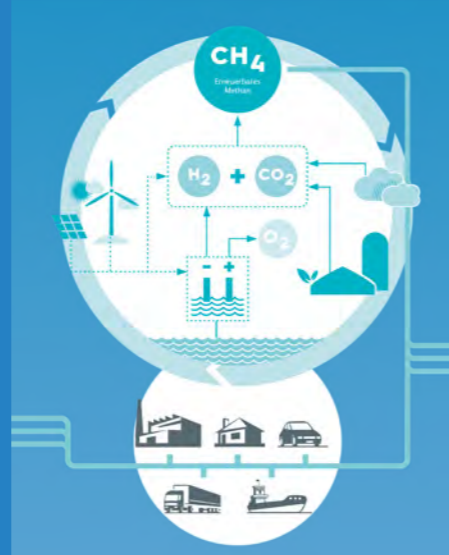 CH4
Erneuerbares
Methan
H2 + CO2
O2
- +